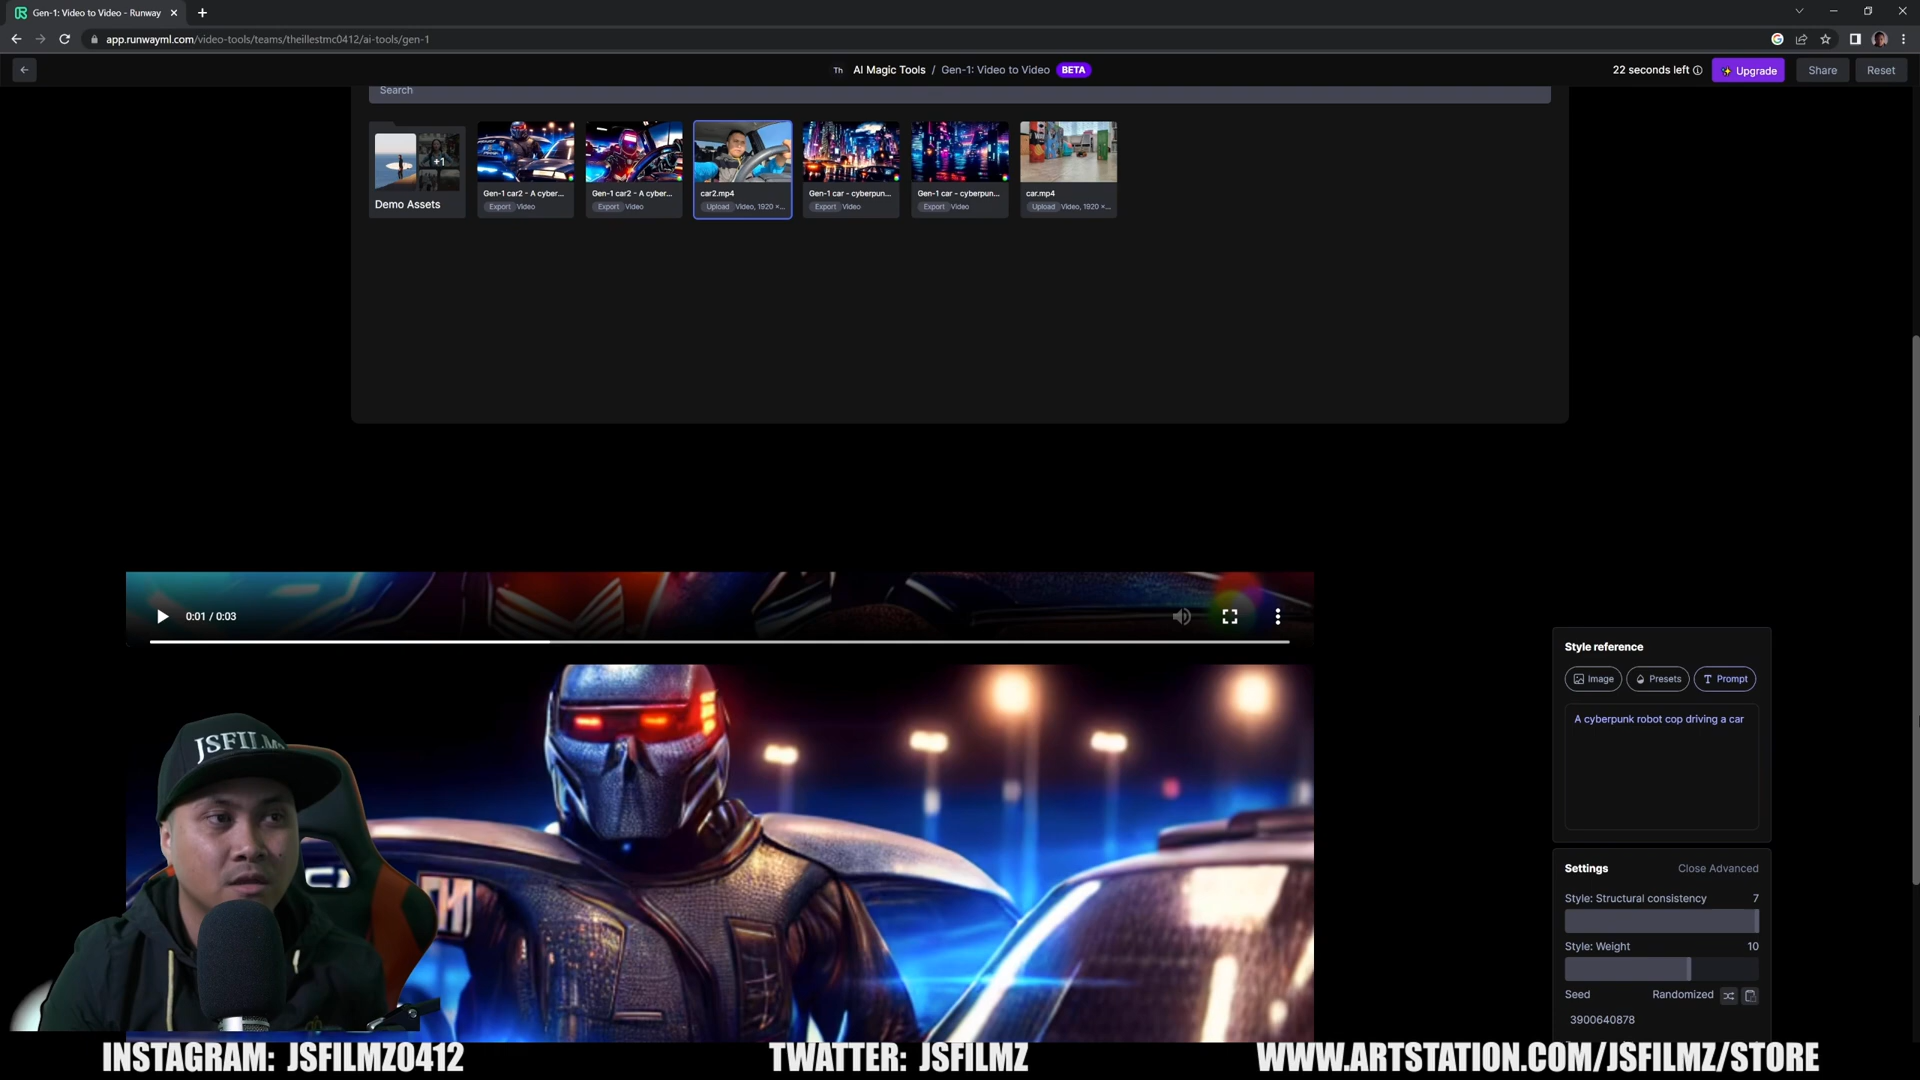 Gen-1: Video to Video - Runway
app.runwayml.com/video-tools/teams/theillestmc0412/ai-tools/gen-1
Th AI Magic Tools / Gen-1: Video to Video BETA
22 seconds left
Upgrade
Share
Reset
Search
+1
Demo Assets
Gen-1 car2 - A cyber...
Export Video
Gen-1 car2 - A cyber...
Export Video
car2.mp4
Upload Video, 1920 ×...
Gen-1 car - cyberpun...
Export Video
Gen-1 car - cyberpun...
Export Video
car.mp4
Upload Video, 1920 ×...
0:01 / 0:03
Style reference
Image
Presets
Prompt
A cyberpunk robot cop driving a car
Settings
Close Advanced
Style: Structural consistency 7
Style: Weight 10
Seed
Randomized
3900640878
JSFILMZ
INSTAGRAM: JSFILMZ0412
TWATTER: JSFILMZ
WWW.ARTSTATION.COM/JSFILMZ/STORE